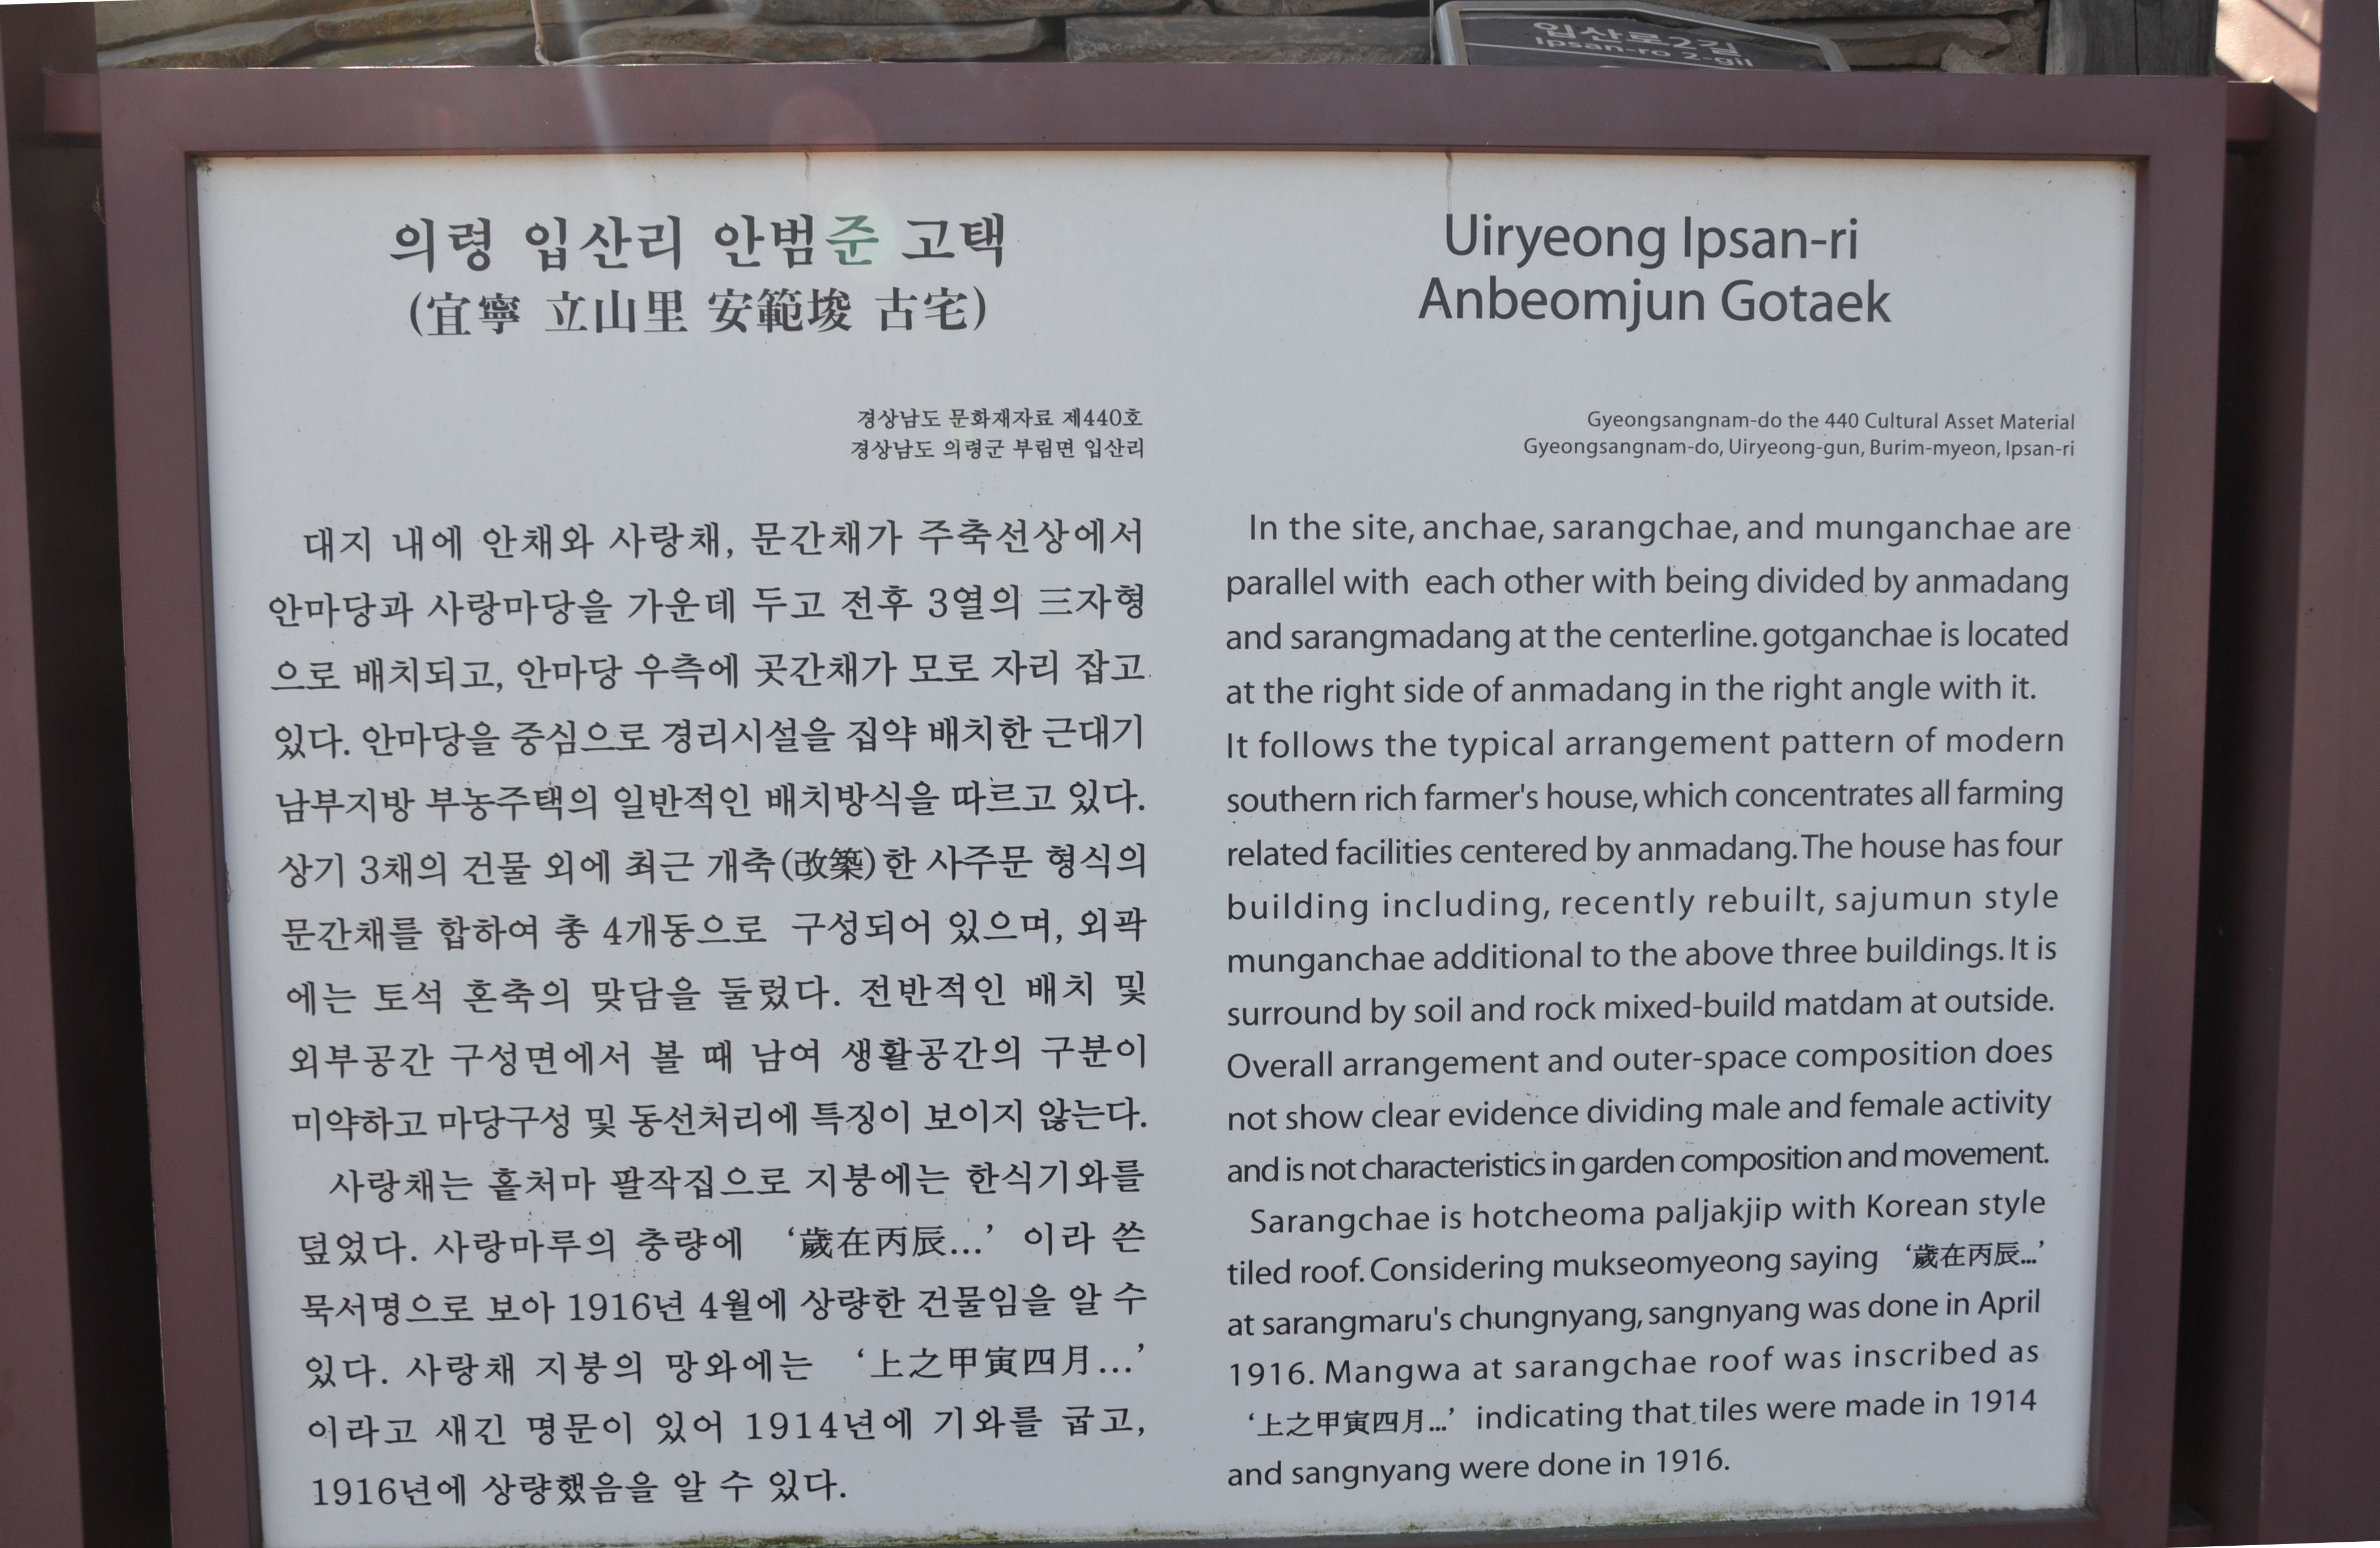 입산로2길
Ipsan-ro 2-gil
의령 입산리 안범준 고택
(宜寧 立山里 安範埈 古宅)
경상남도 문화재자료 제440호
경상남도 의령군 부림면 입산리
대지 내에 안채와 사랑채, 문간채가 주축선상에서
안마당과 사랑마당을 가운데 두고 전후 3열의 三자형
으로 배치되고, 안마당 우측에 곳간채가 모로 자리 잡고
있다. 안마당을 중심으로 경리시설을 집약 배치한 근대기
남부지방 부농주택의 일반적인 배치방식을 따르고 있다.
상기 3채의 건물 외에 최근 개축(改築)한 사주문 형식의
문간채를 합하여 총 4개동으로 구성되어 있으며, 외곽
에는 토석 혼축의 맞담을 둘렀다. 전반적인 배치 및
외부공간 구성면에서 볼 때 남여 생활공간의 구분이
미약하고 마당구성 및 동선처리에 특징이 보이지 않는다.
사랑채는 홑처마 팔작집으로 지붕에는 한식기와를
덮었다. 사랑마루의 충량에 ‘歲在丙辰...’ 이라 쓴
묵서명으로 보아 1916년 4월에 상량한 건물임을 알 수
있다. 사랑채 지붕의 망와에는 ‘上之甲寅四月...’
이라고 새긴 명문이 있어 1914년에 기와를 굽고,
1916년에 상량했음을 알 수 있다.
Uiryeong Ipsan-ri
Anbeomjun Gotaek
Gyeongsangnam-do the 440 Cultural Asset Material
Gyeongsangnam-do, Uiryeong-gun, Burim-myeon, Ipsan-ri
In the site, anchae, sarangchae, and munganchae are
parallel with each other with being divided by anmadang
and sarangmadang at the centerline. gotganchae is located
at the right side of anmadang in the right angle with it.
It follows the typical arrangement pattern of modern
southern rich farmer's house, which concentrates all farming
related facilities centered by anmadang. The house has four
building including, recently rebuilt, sajumun style
munganchae additional to the above three buildings. It is
surround by soil and rock mixed-build matdam at outside.
Overall arrangement and outer-space composition does
not show clear evidence dividing male and female activity
and is not characteristics in garden composition and movement.
Sarangchae is hotcheoma paljakjip with Korean style
tiled roof. Considering mukseomyeong saying ‘歲在丙辰...’
at sarangmaru's chungnyang, sangnyang was done in April
1916. Mangwa at sarangchae roof was inscribed as
‘上之甲寅四月...’ indicating that tiles were made in 1914
and sangnyang were done in 1916.